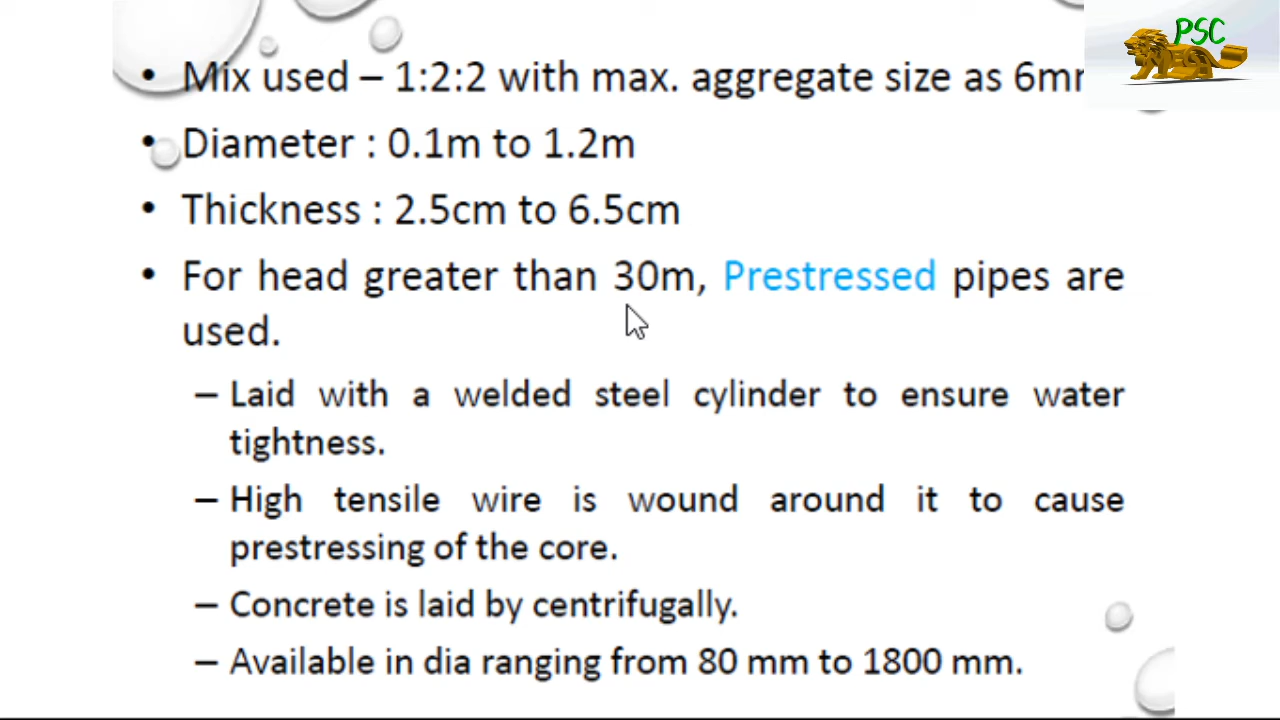 PSC
• Mix used – 1:2:2 with max. aggregate size as
• Diameter : 0.1m to 1.2m
• Thickness : 2.5cm to 6.5cm
• For head greater than 30m, Prestressed pipes are
used.
– Laid with a welded steel cylinder to ensure water
tightness.
– High tensile wire is wound around it to cause
prestressing of the core.
– Concrete is laid by centrifugally.
– Available in dia ranging from 80 mm to 1800 mm.